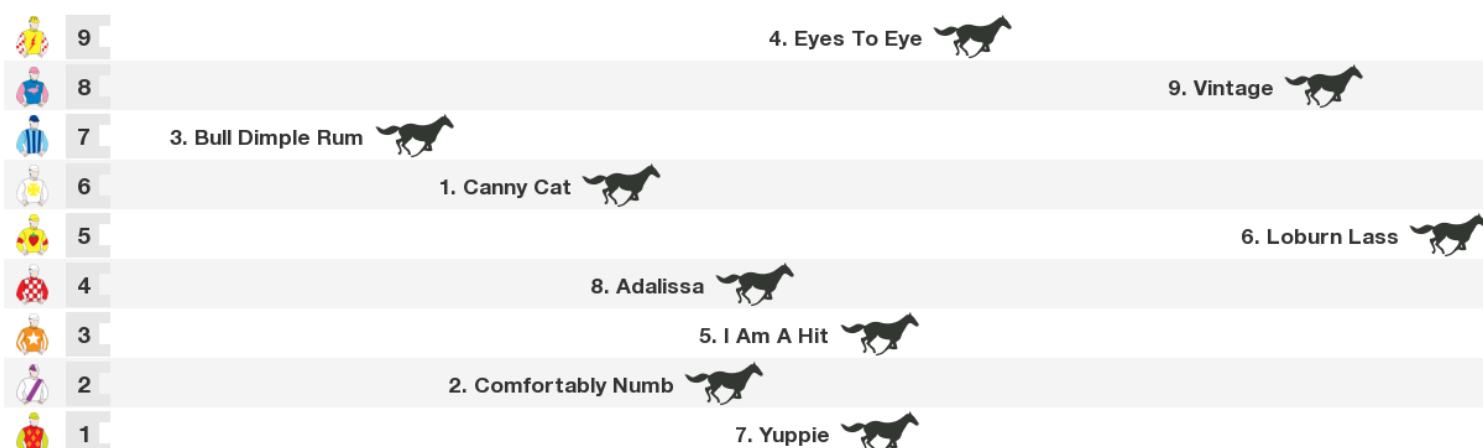 9 4. Eyes To Eye
8 9. Vintage
7 3. Bull Dimple Rum
6 1. Canny Cat
5 6. Loburn Lass
4 8. Adalissa
3 5. I Am A Hit
2 2. Comfortably Numb
1 7. Yuppie